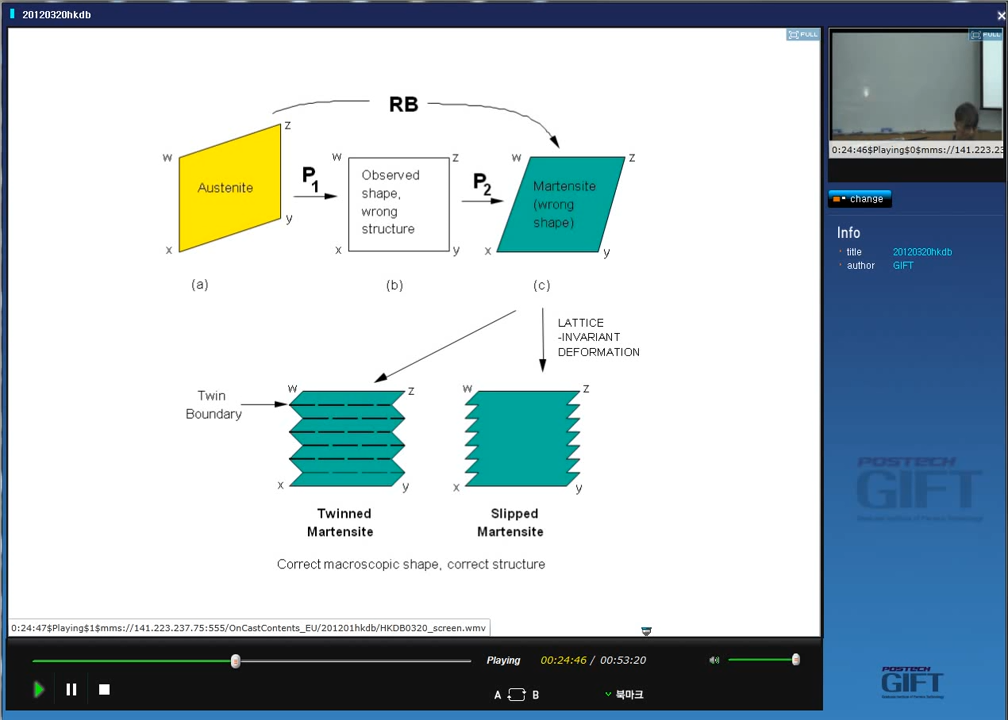 20120320hkdb
FULL
FULL
RB
w
z
Austenite
x
y
(a)
P1
w
z
Observed
shape,
wrong
structure
x
y
(b)
P2
w
z
Martensite
(wrong
shape)
x
y
(c)
LATTICE
-INVARIANT
DEFORMATION
Twin
Boundary
w
z
x
y
Twinned
Martensite
w
z
x
y
Slipped
Martensite
Correct macroscopic shape, correct structure
0:24:47$Playing$1$mms://141.223.237.75:555/OnCastContents_EU/201201hkdb/HKDB0320_screen.wmv
0:24:46$Playing$0$mms://141.223.23
change
Info
title 20120320hkdb
author GIFT
POSTECH
GIFT
Playing 00:24:46 / 00:53:20
A B 북마크
POSTECH
GIFT